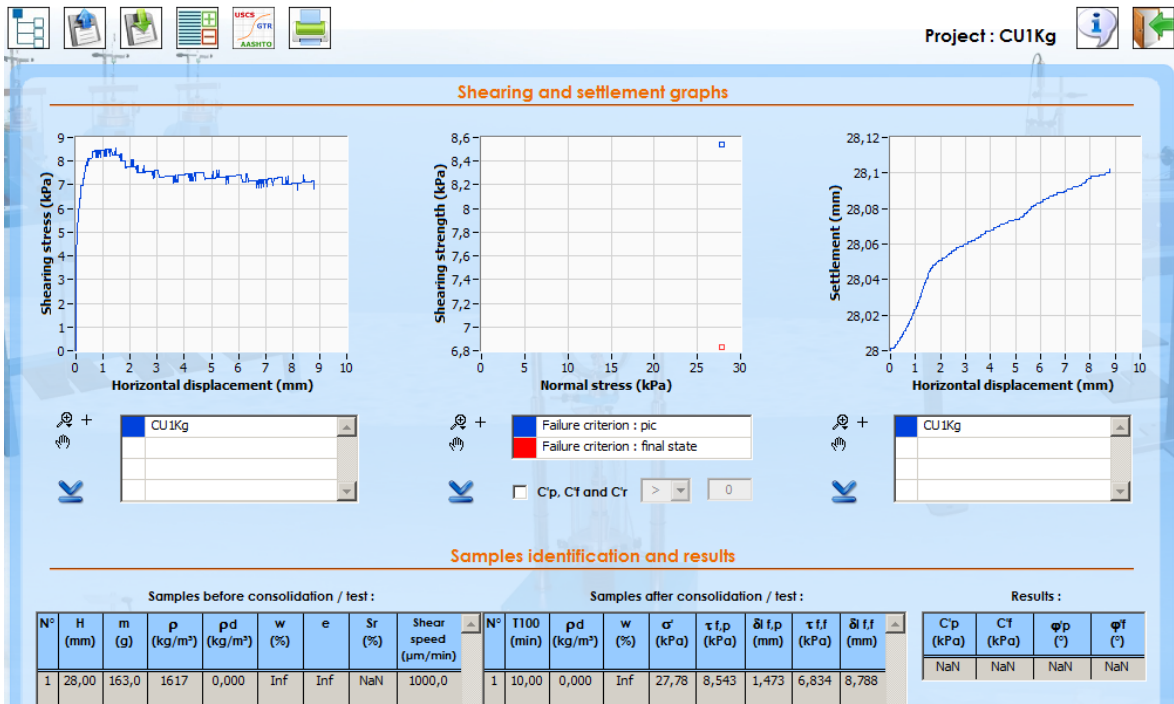 USCS
GTR
AASHTO
Project : CU1Kg
Shearing and settlement graphs
Shearing stress (kPa)
9
8
7
6
5
4
3
2
1
0
0 1 2 3 4 5 6 7 8 9 10
Horizontal displacement (mm)
Shearing strength (kPa)
8,6
8,4
8,2
8
7,8
7,6
7,4
7,2
7
6,8
0 5 10 15 20 25 30
Normal stress (kPa)
Settlement (mm)
28,12
28,1
28,08
28,06
28,04
28,02
28
0 1 2 3 4 5 6 7 8 9 10
Horizontal displacement (mm)
CU1Kg
Failure criterion : pic
Failure criterion : final state
C'p, C'f and C'r > 0
CU1Kg
Samples identification and results
Samples before consolidation / test :
N° H (mm) m (g) ρ (kg/m³) ρd (kg/m³) w (%) e Sr (%) Shear speed (µm/min)
1 28,00 163,0 1617 0,000 Inf Inf NaN 1000,0
Samples after consolidation / test :
N° T100 (min) ρd (kg/m³) w (%) σ' (kPa) τ f,p (kPa) δl f,p (mm) τ f,f (kPa) δl f,f (mm)
1 10,00 0,000 Inf 27,78 8,543 1,473 6,834 8,788
Results :
C'p (kPa) C'f (kPa) φ'p (°) φ'f (°)
NaN NaN NaN NaN